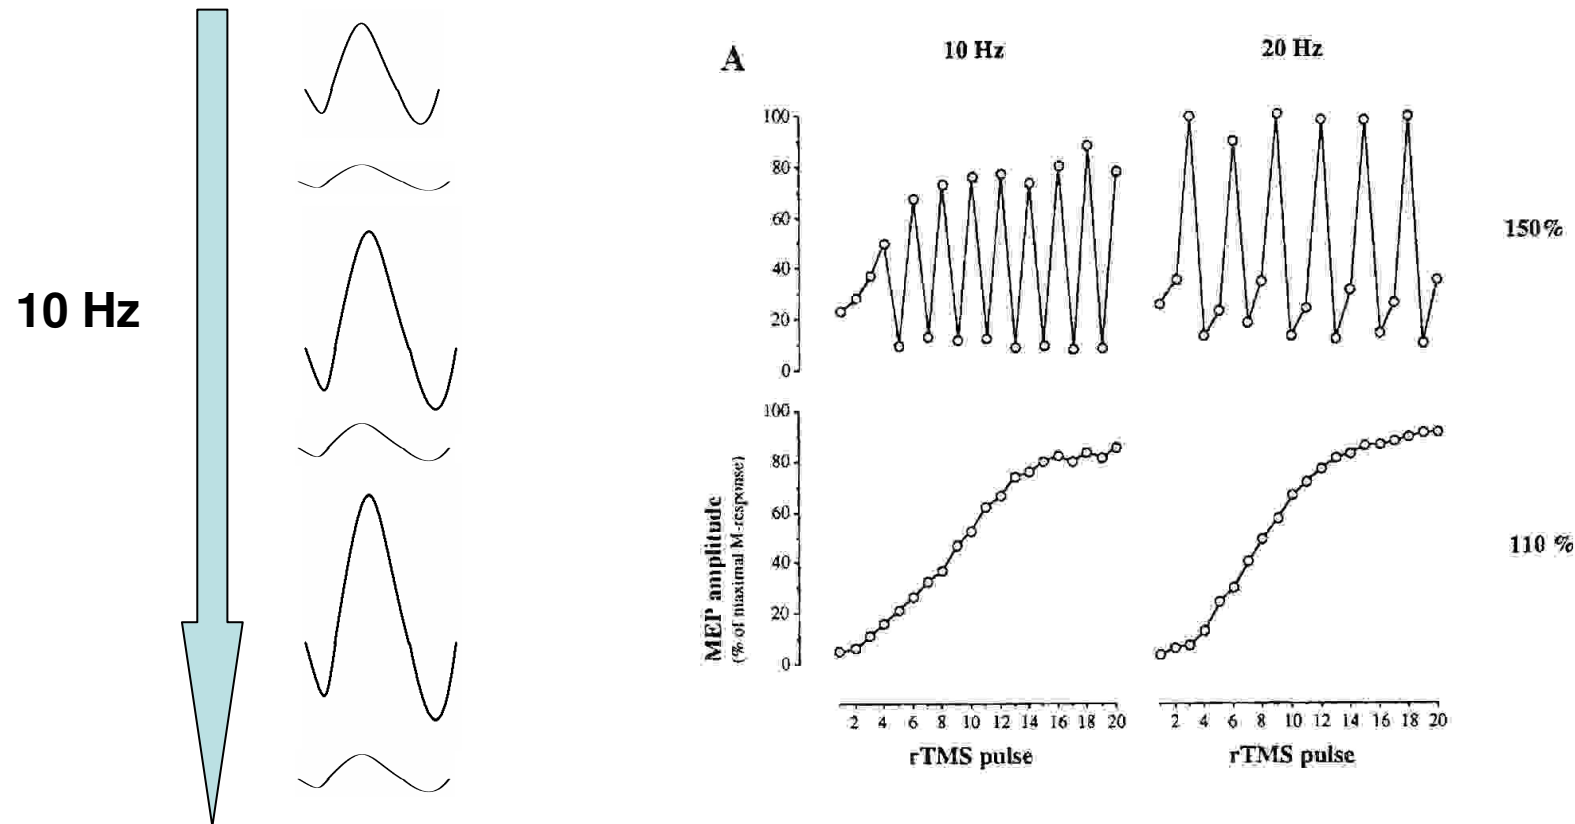 10 Hz
A
10 Hz
20 Hz
100
80
60
40
20
0
150%
100
80
60
40
20
0
110 %
MEP amplitude
(% of maximal M-response)
2 4 6 8 10 12 14 16 18 20
2 4 6 8 10 12 14 16 18 20
rTMS pulse
rTMS pulse